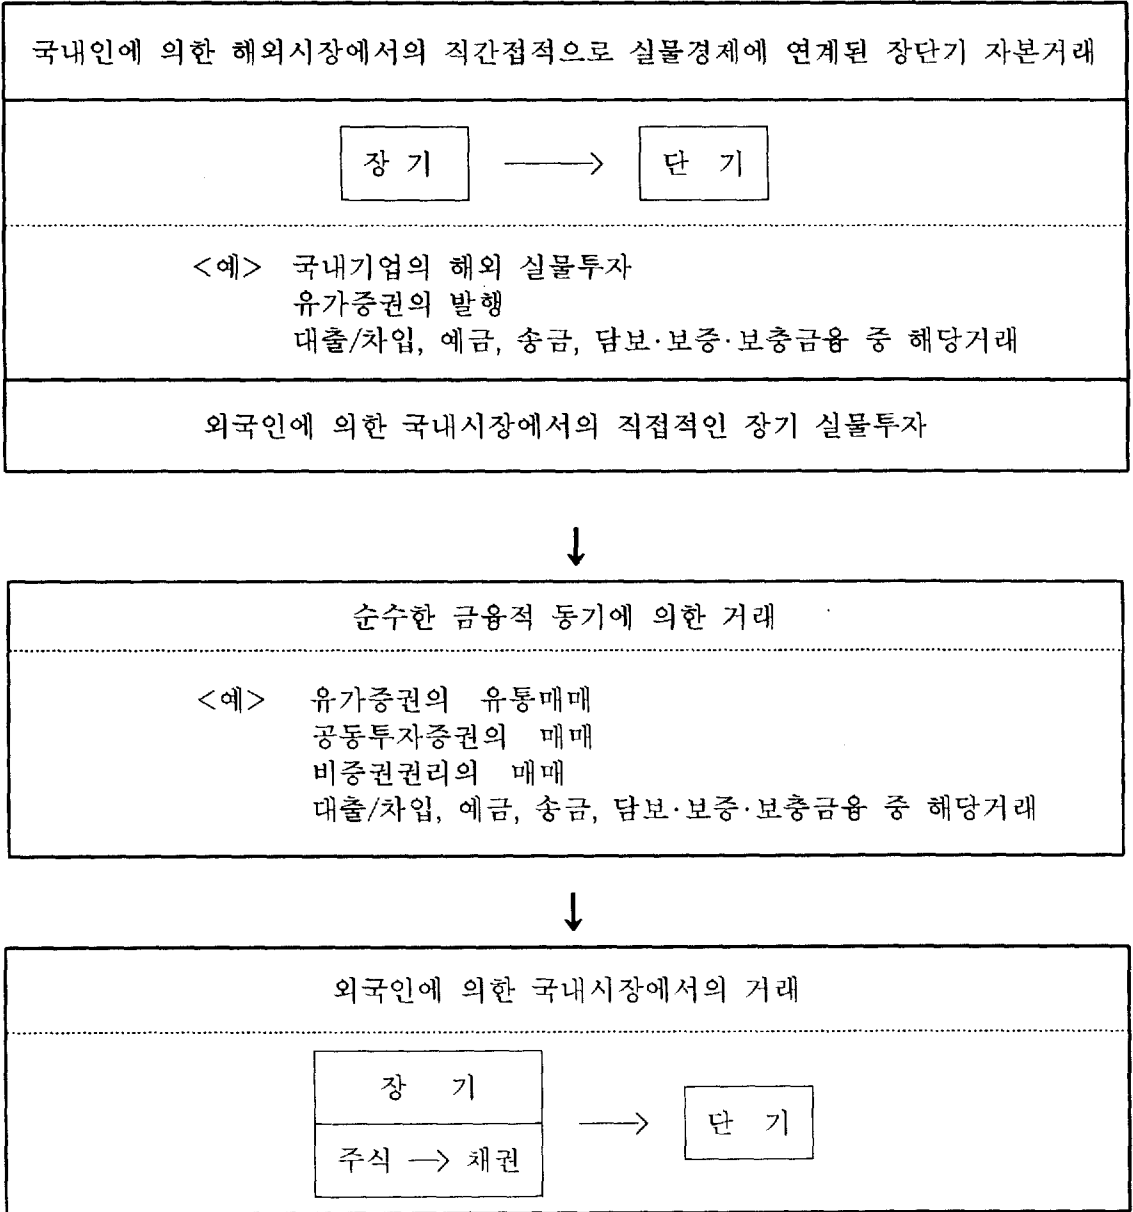 국내인에 의한 해외시장에서의 직간접적으로 실물경제에 연계된 장단기 자본거래
장 기 → 단 기
<예> 국내기업의 해외 실물투자
유가증권의 발행
대출/차입, 예금, 송금, 담보·보증·보충금융 중 해당거래
외국인에 의한 국내시장에서의 직접적인 장기 실물투자
↓
순수한 금융적 동기에 의한 거래
<예> 유가증권의 유통매매
공동투자증권의 매매
비증권권리의 매매
대출/차입, 예금, 송금, 담보·보증·보충금융 중 해당거래
↓
외국인에 의한 국내시장에서의 거래
장 기
→ 단 기
주식 → 채권